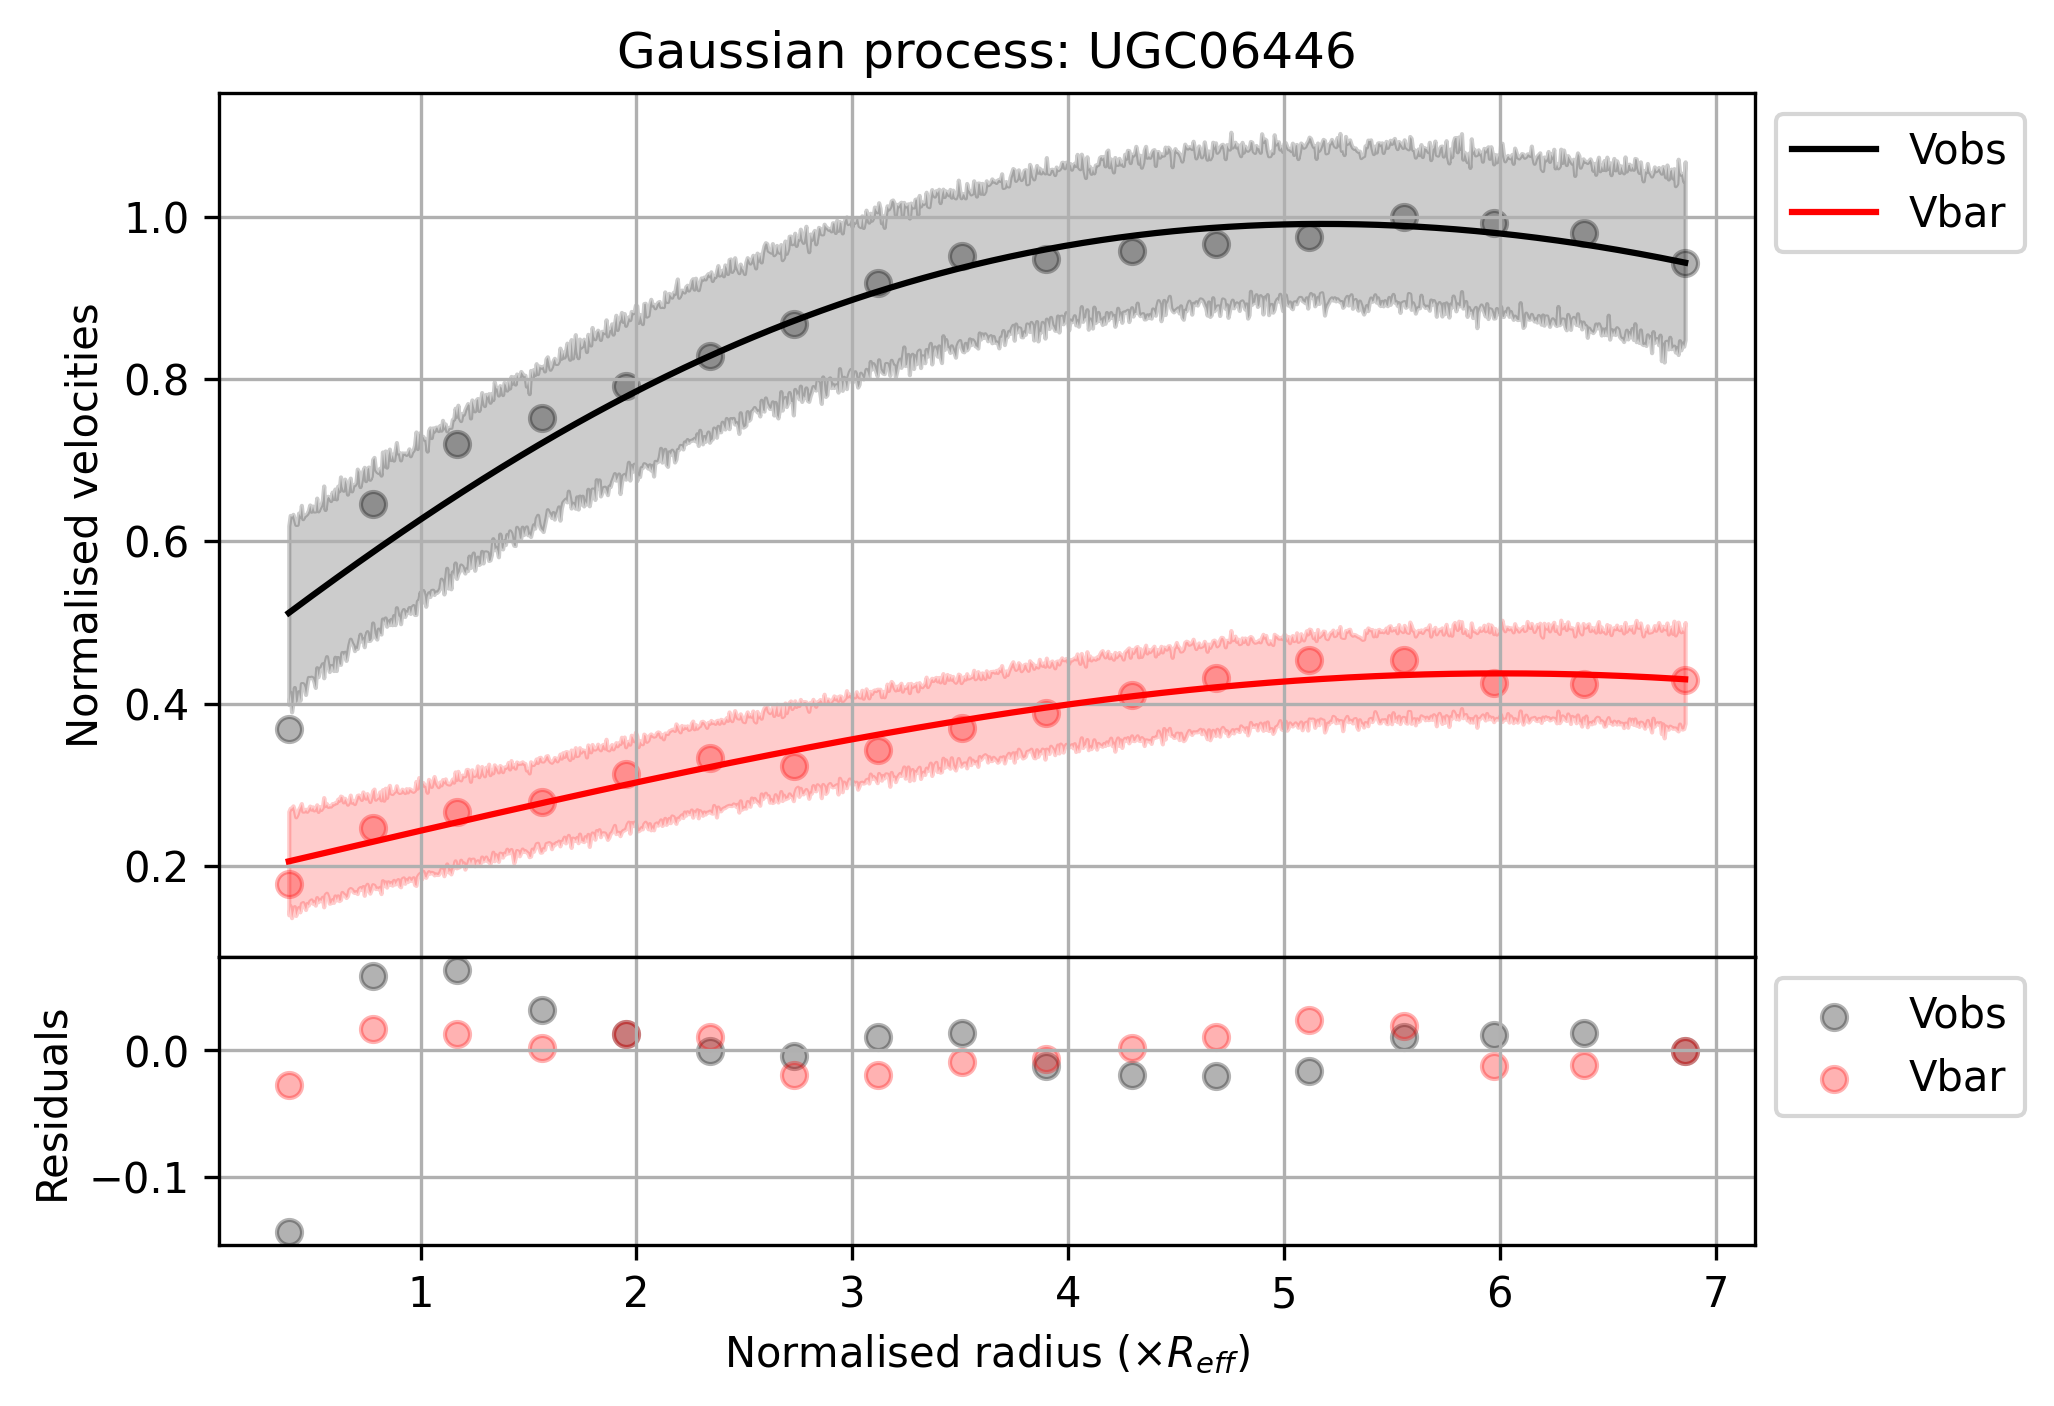 Gaussian process: UGC06446
Normalised velocities
1.0
0.8
0.6
0.4
0.2
Vobs
Vbar
Residuals
0.0
−0.1
Vobs
Vbar
1 2 3 4 5 6 7
Normalised radius (×R_eff)